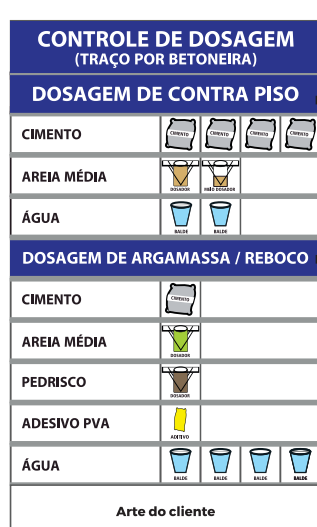 CONTROLE DE DOSAGEM
(TRAÇO POR BETONEIRA)
DOSAGEM DE CONTRA PISO
CIMENTO CIMENTO CIMENTO CIMENTO CIMENTO
AREIA MÉDIA DOSADOR MEIO DOSADOR
ÁGUA BALDE BALDE
DOSAGEM DE ARGAMASSA / REBOCO
CIMENTO CIMENTO
AREIA MÉDIA DOSADOR
PEDRISCO DOSADOR
ADESIVO PVA ADITIVO
ÁGUA BALDE BALDE BALDE BALDE
Arte do cliente